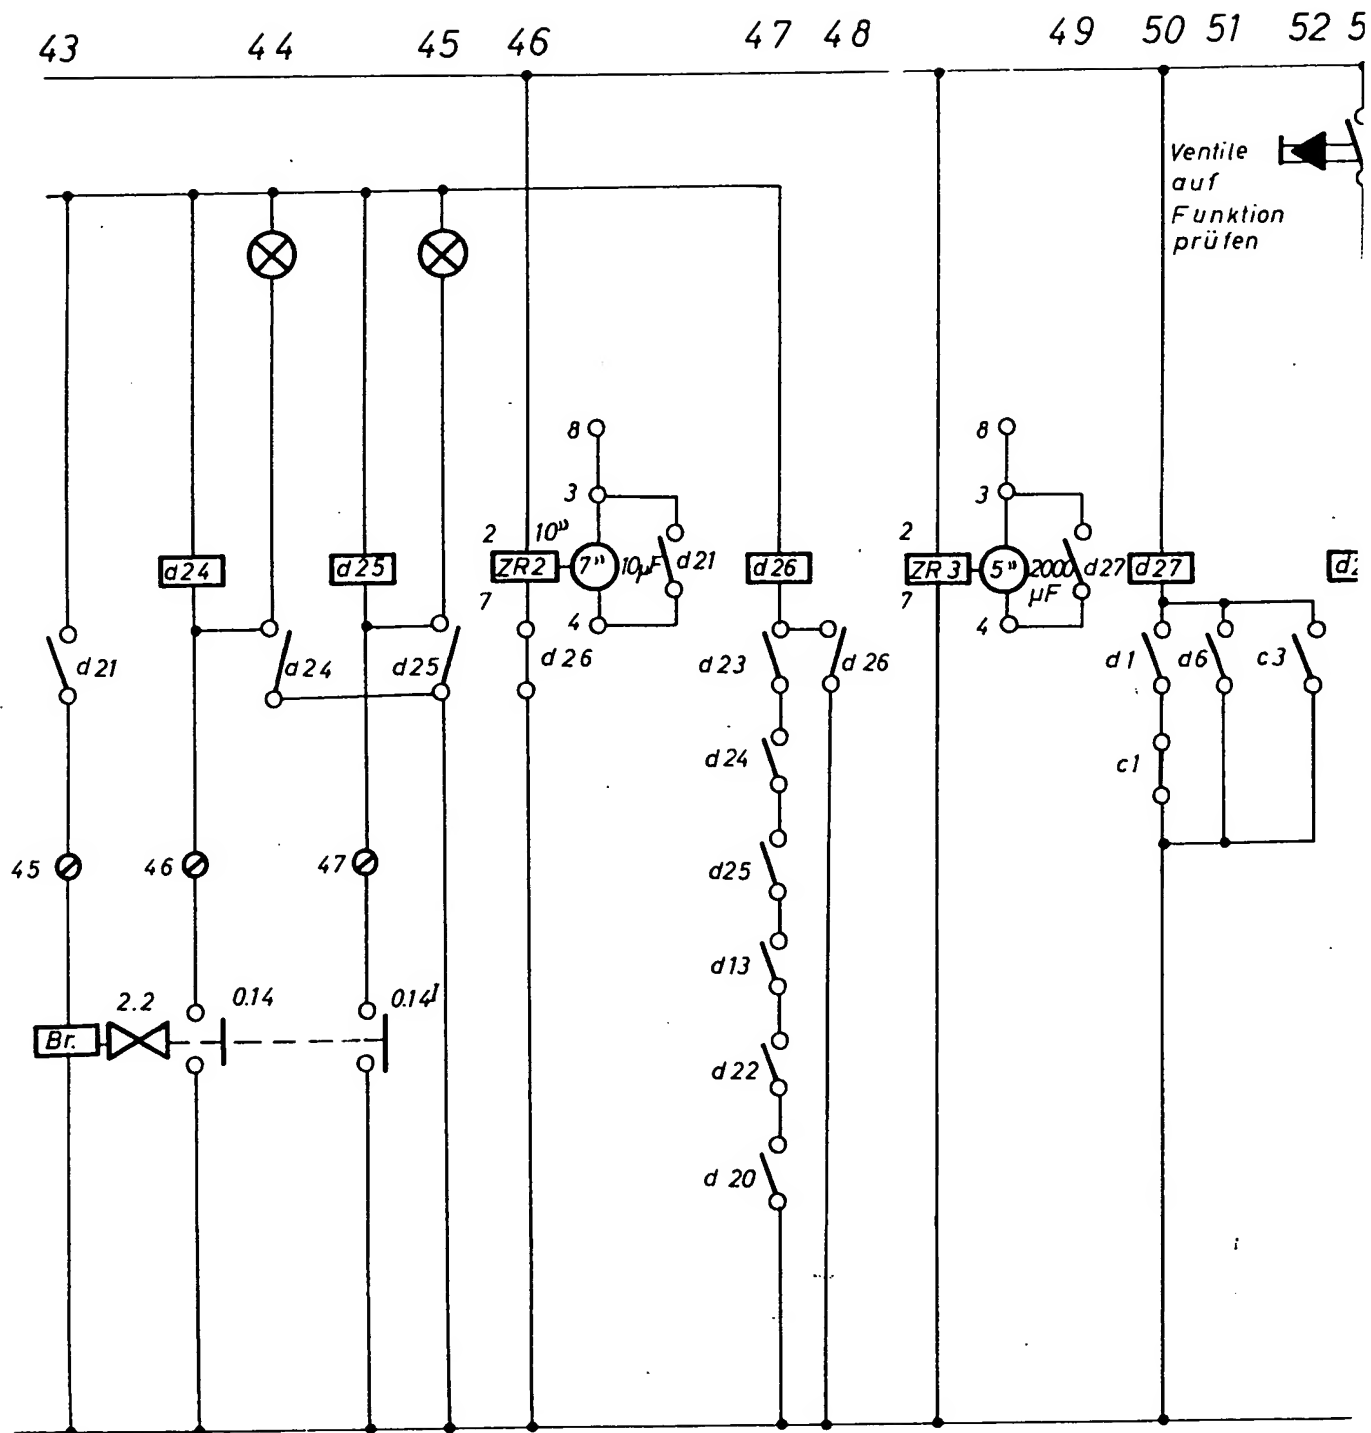 43 44 45 46 47 48 49 50 51 52 5
Ventile
auf
Funktion
prüfen
8 8
3 3
2 10" 2
d24 d25 ZR2 7" 10µF d21 d26 ZR3 5" 2000 µF d27 d27
7 7
4 4
d21 d24 d25 d26 d23 d26 d1 d6 c3
d24 c1
45 46 47 d25
d13
2.2 0.14 0.14I
Br.
d22
d20